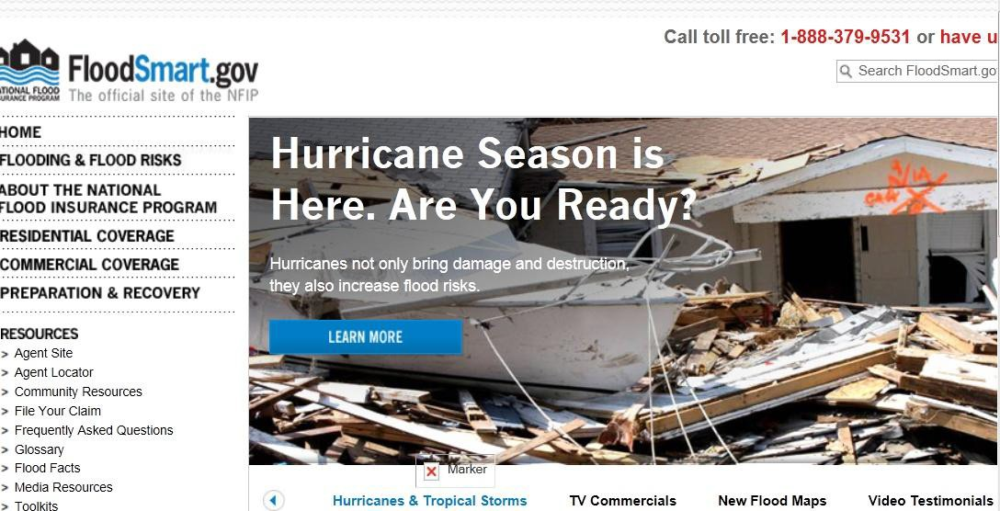 Call toll free: 1-888-379-9531 or have u
NATIONAL FLOOD
INSURANCE PROGRAM
FloodSmart.gov
The official site of the NFIP
Search FloodSmart.go
HOME
FLOODING & FLOOD RISKS
ABOUT THE NATIONAL
FLOOD INSURANCE PROGRAM
RESIDENTIAL COVERAGE
COMMERCIAL COVERAGE
PREPARATION & RECOVERY
RESOURCES
> Agent Site
> Agent Locator
> Community Resources
> File Your Claim
> Frequently Asked Questions
> Glossary
> Flood Facts
> Media Resources
> Toolkits
Hurricane Season is
Here. Are You Ready?
Hurricanes not only bring damage and destruction,
they also increase flood risks.
LEARN MORE
Marker
Hurricanes & Tropical Storms
TV Commercials
New Flood Maps
Video Testimonials